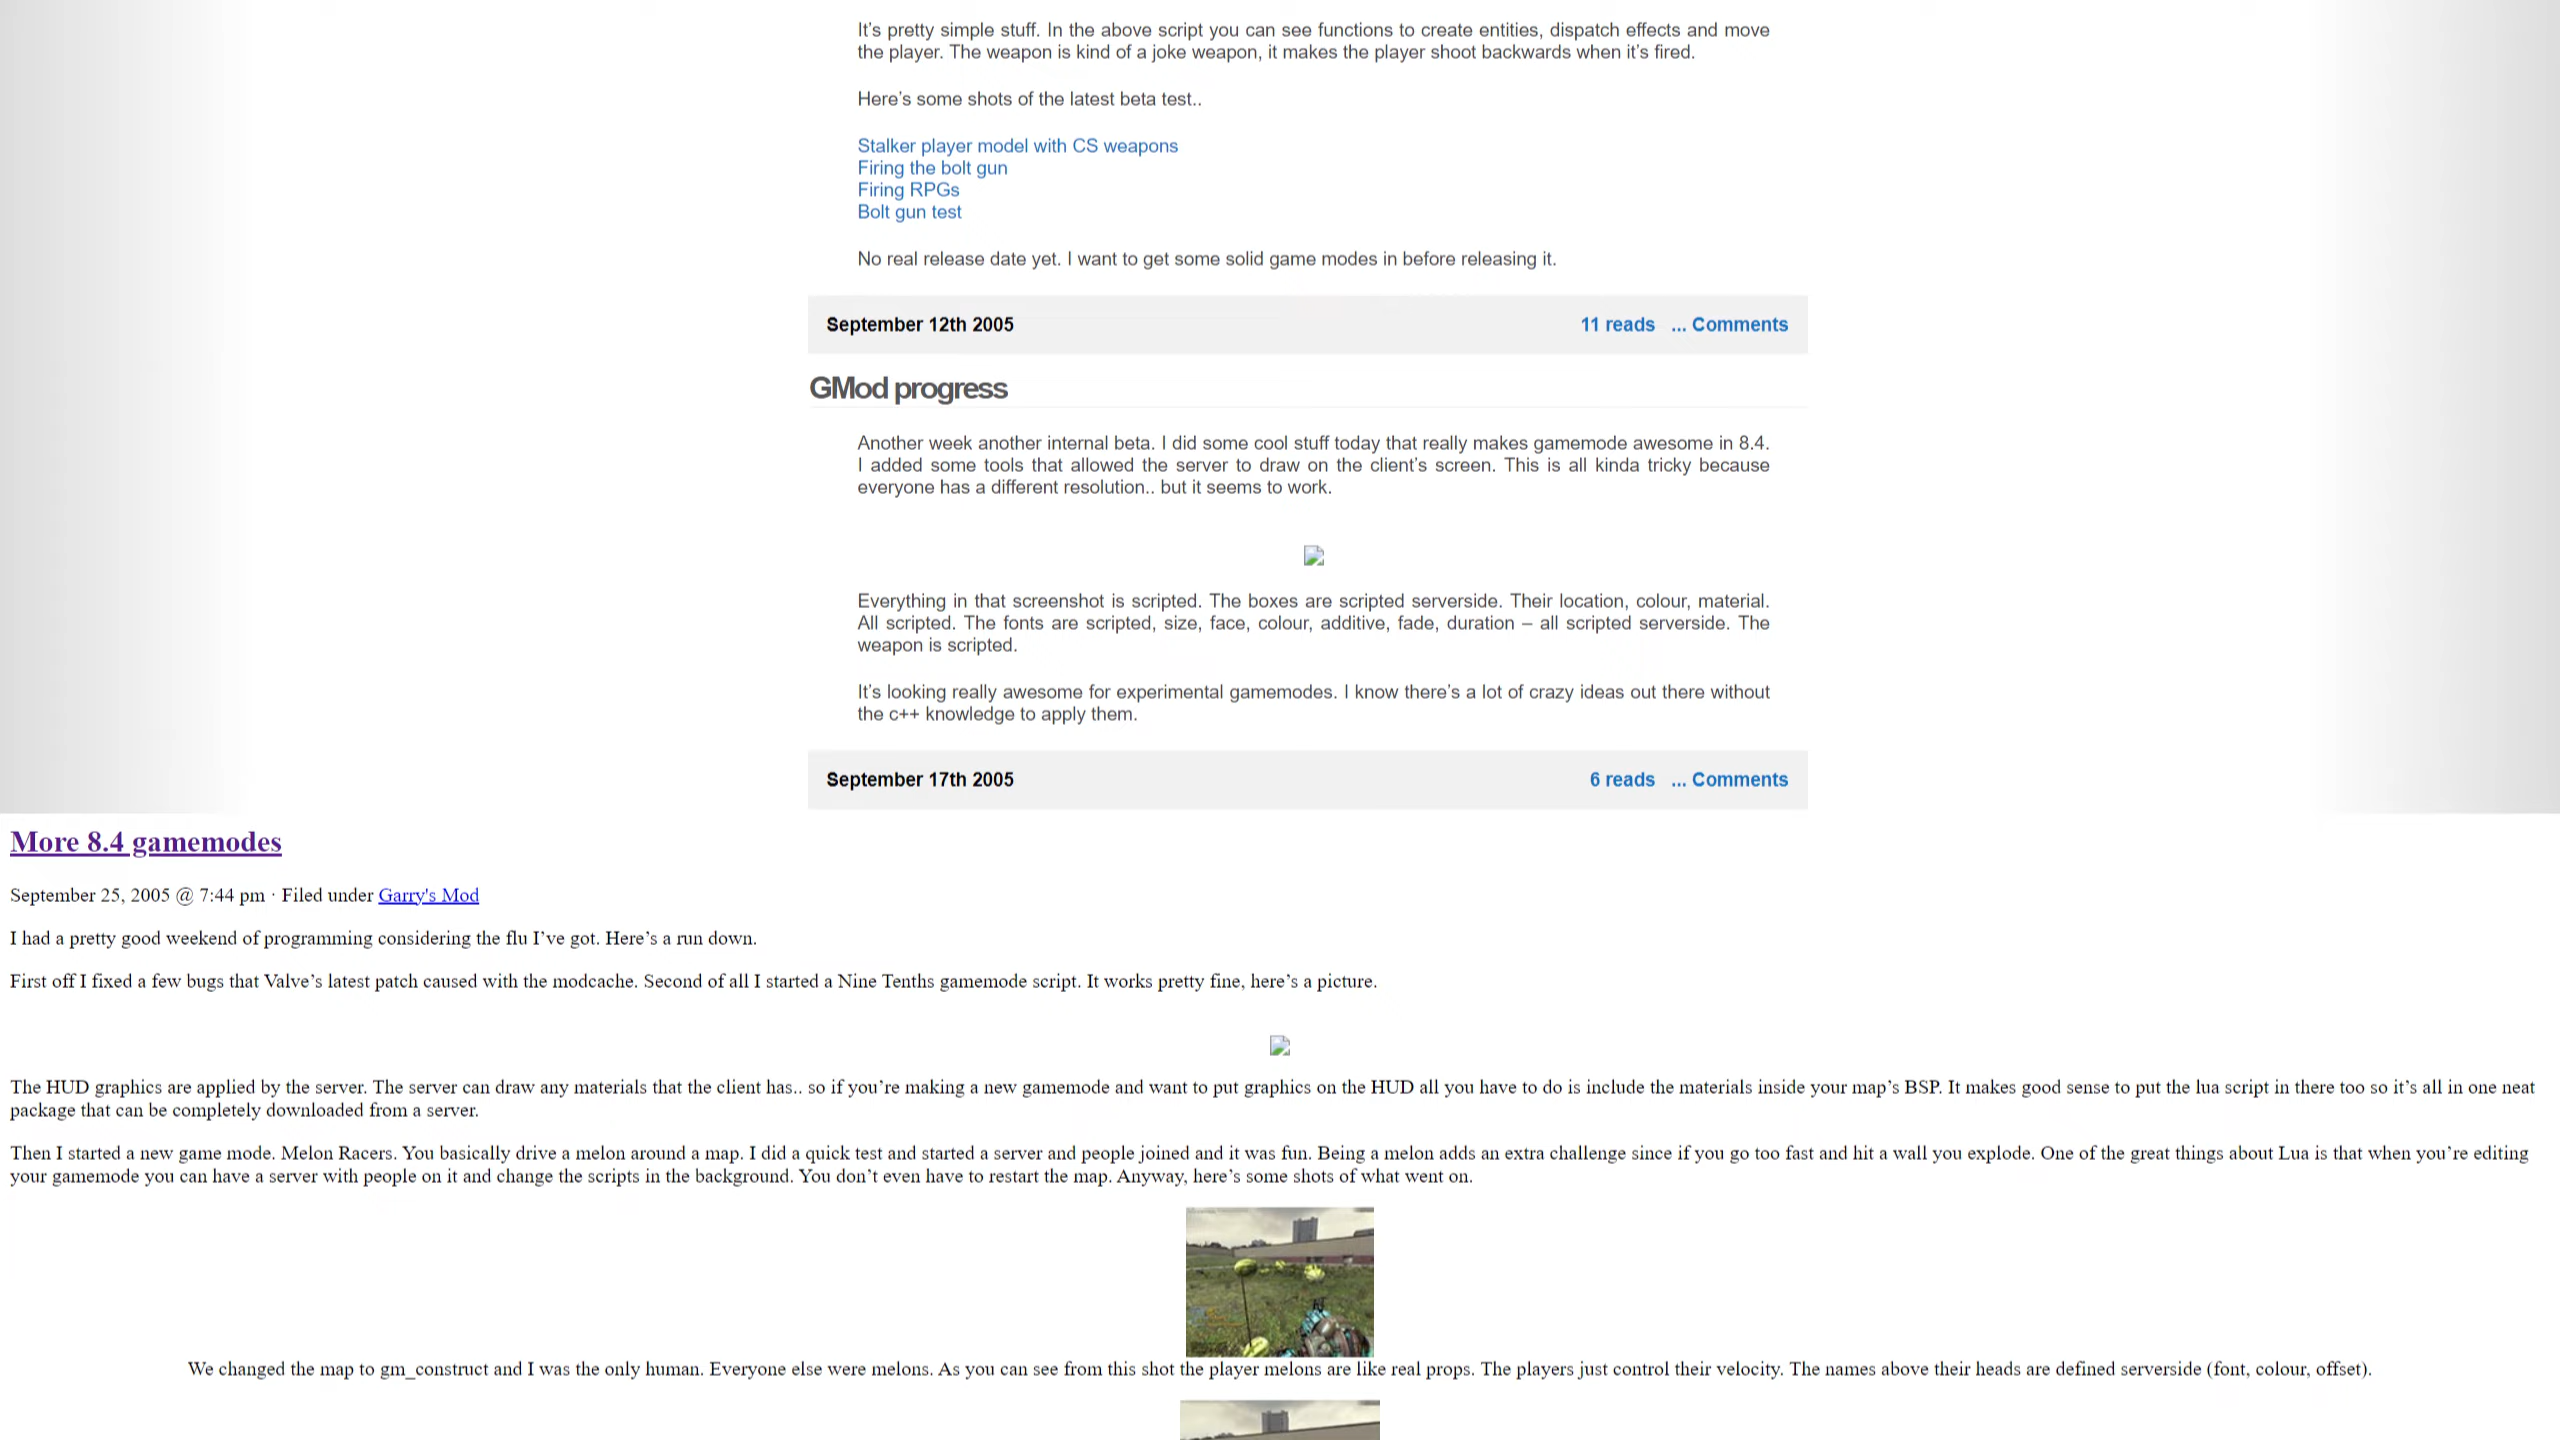 It's pretty simple stuff. In the above script you can see functions to create entities, dispatch effects and move
the player. The weapon is kind of a joke weapon, it makes the player shoot backwards when it's fired.
Here's some shots of the latest beta test..
Stalker player model with CS weapons
Firing the bolt gun
Firing RPGs
Bolt gun test
No real release date yet. I want to get some solid game modes in before releasing it.
September 12th 2005 11 reads ... Comments
GMod progress
Another week another internal beta. I did some cool stuff today that really makes gamemode awesome in 8.4.
I added some tools that allowed the server to draw on the client's screen. This is all kinda tricky because
everyone has a different resolution.. but it seems to work.
Everything in that screenshot is scripted. The boxes are scripted serverside. Their location, colour, material.
All scripted. The fonts are scripted, size, face, colour, additive, fade, duration – all scripted serverside. The
weapon is scripted.
It's looking really awesome for experimental gamemodes. I know there's a lot of crazy ideas out there without
the c++ knowledge to apply them.
September 17th 2005 6 reads ... Comments
More 8.4 gamemodes
September 25, 2005 @ 7:44 pm · Filed under Garry's Mod
I had a pretty good weekend of programming considering the flu I've got. Here's a run down.
First off I fixed a few bugs that Valve's latest patch caused with the modcache. Second of all I started a Nine Tenths gamemode script. It works pretty fine, here's a picture.
The HUD graphics are applied by the server. The server can draw any materials that the client has.. so if you're making a new gamemode and want to put graphics on the HUD all you have to do is include the materials inside your map's BSP. It makes good sense to put the lua script in there too so it's all in one neat
package that can be completely downloaded from a server.
Then I started a new game mode. Melon Racers. You basically drive a melon around a map. I did a quick test and started a server and people joined and it was fun. Being a melon adds an extra challenge since if you go too fast and hit a wall you explode. One of the great things about Lua is that when you're editing
your gamemode you can have a server with people on it and change the scripts in the background. You don't even have to restart the map. Anyway, here's some shots of what went on.
We changed the map to gm_construct and I was the only human. Everyone else were melons. As you can see from this shot the player melons are like real props. The players just control their velocity. The names above their heads are defined serverside (font, colour, offset).